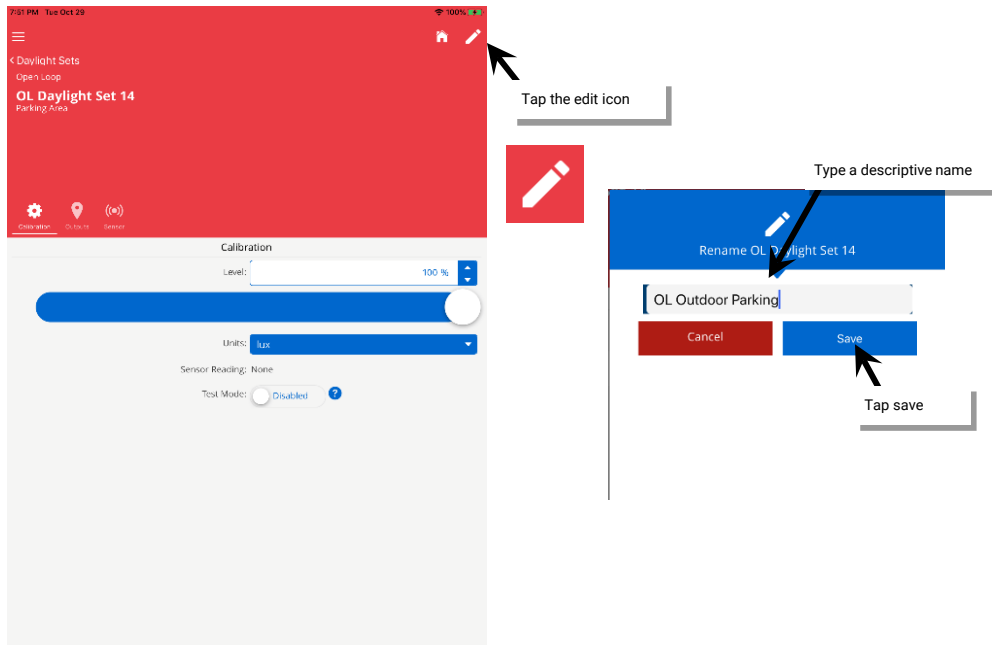 7:51 PM Tue Oct 29
100%
Daylight Sets
Open Loop
OL Daylight Set 14
Parking Area
Calibration
Outputs
Sensor
Calibration
Level:
100 %
Units:
lux
Sensor Reading: None
Test Mode:
Disabled
?
Tap the edit icon
Type a descriptive name
Rename OL Daylight Set 14
OL Outdoor Parking
Cancel
Save
Tap save